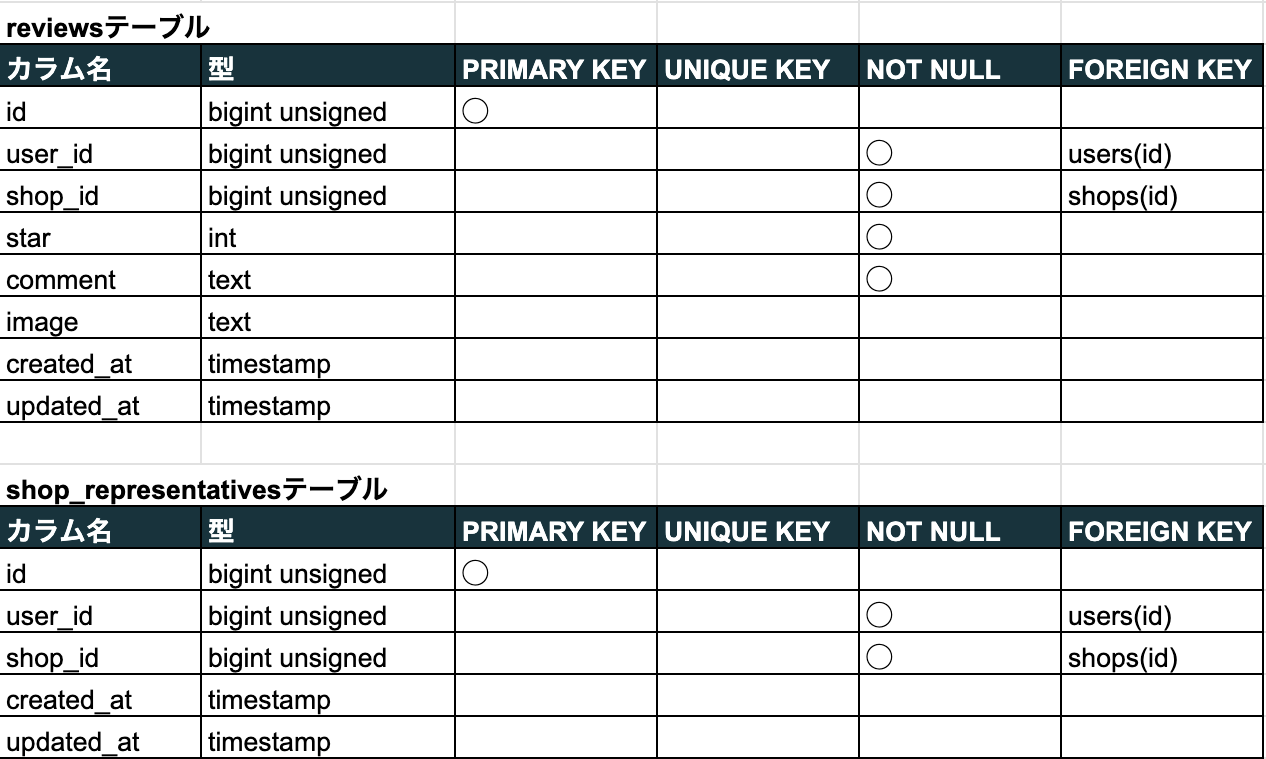 reviewsテーブル
カラム名 型 PRIMARY KEY UNIQUE KEY NOT NULL FOREIGN KEY
id bigint unsigned ○
user_id bigint unsigned ○ users(id)
shop_id bigint unsigned ○ shops(id)
star int ○
comment text ○
image text
created_at timestamp
updated_at timestamp
shop_representativesテーブル
カラム名 型 PRIMARY KEY UNIQUE KEY NOT NULL FOREIGN KEY
id bigint unsigned ○
user_id bigint unsigned ○ users(id)
shop_id bigint unsigned ○ shops(id)
created_at timestamp
updated_at timestamp